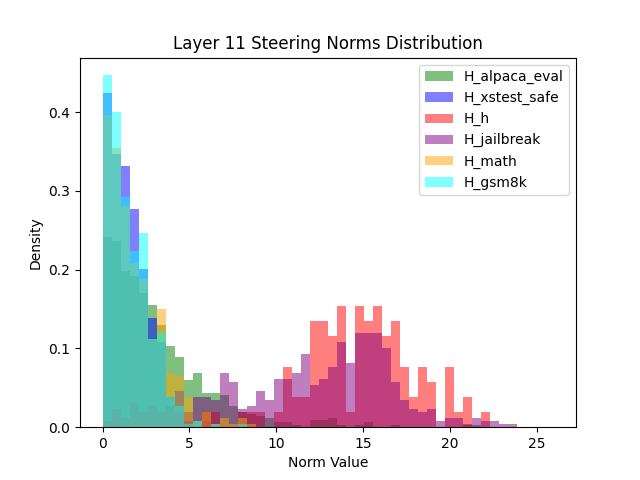 Layer 11 Steering Norms Distribution
H_alpaca_eval
H_xstest_safe
H_h
H_jailbreak
H_math
H_gsm8k
Density
0.4
0.3
0.2
0.1
0.0
0
5
10
15
20
25
Norm Value